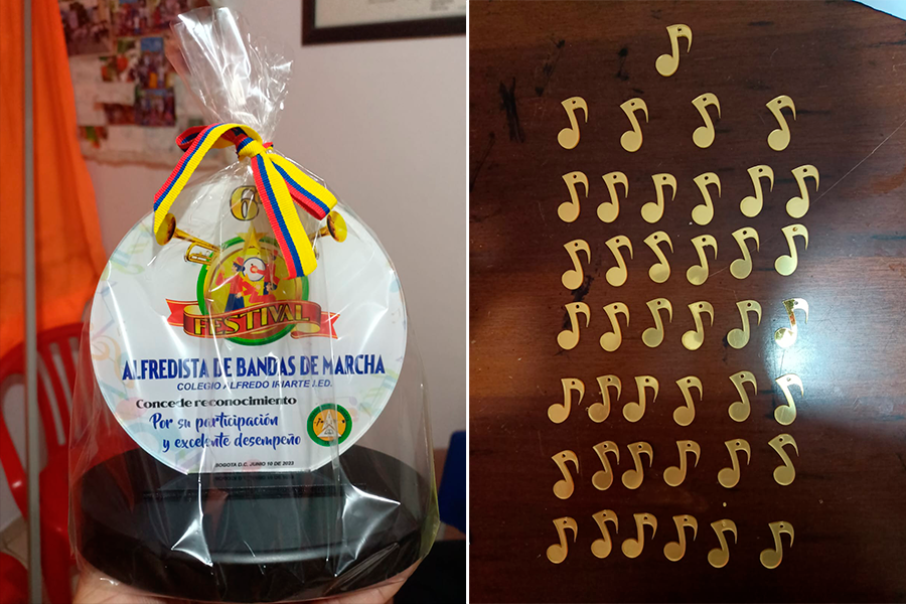 6
FESTIVAL
ALFREDISTA DE BANDAS DE MARCHA
COLEGIO ALFREDO IRIARTE I.E.D.
Concede reconocimiento
Por su participación
y excelente desempeño
BOGOTA D.C. JUNIO 10 DE 2023